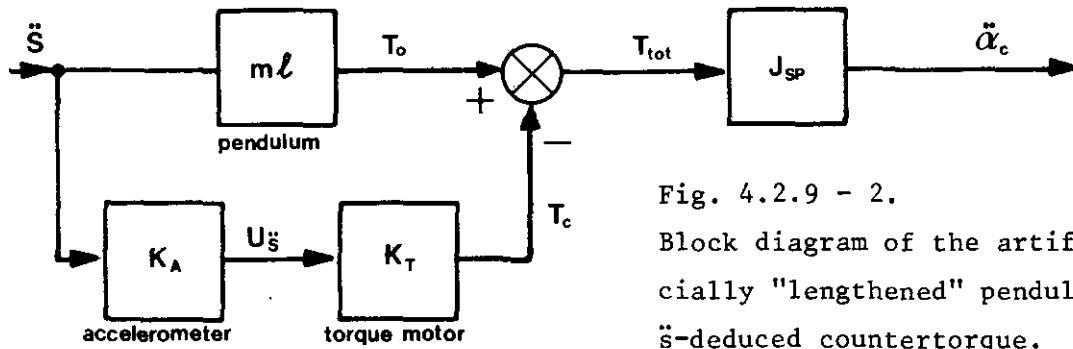 S̈
mℓ
pendulum
T₀
+
−
T_tot
J_SP
α̈_c
K_A
accelerometer
U_s̈
K_T
torque motor
T_c
Fig. 4.2.9 - 2.
Block diagram of the artif
cially "lengthened" pendul
s̈-deduced countertorque.